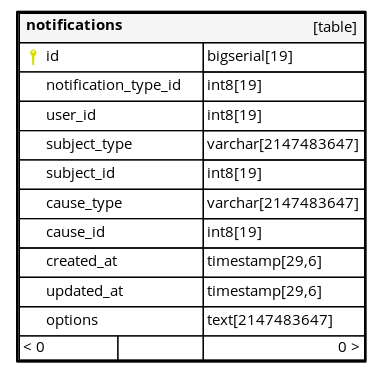 notifications [table]
id bigserial[19]
notification_type_id int8[19]
user_id int8[19]
subject_type varchar[2147483647]
subject_id int8[19]
cause_type varchar[2147483647]
cause_id int8[19]
created_at timestamp[29,6]
updated_at timestamp[29,6]
options text[2147483647]
< 0 0 >